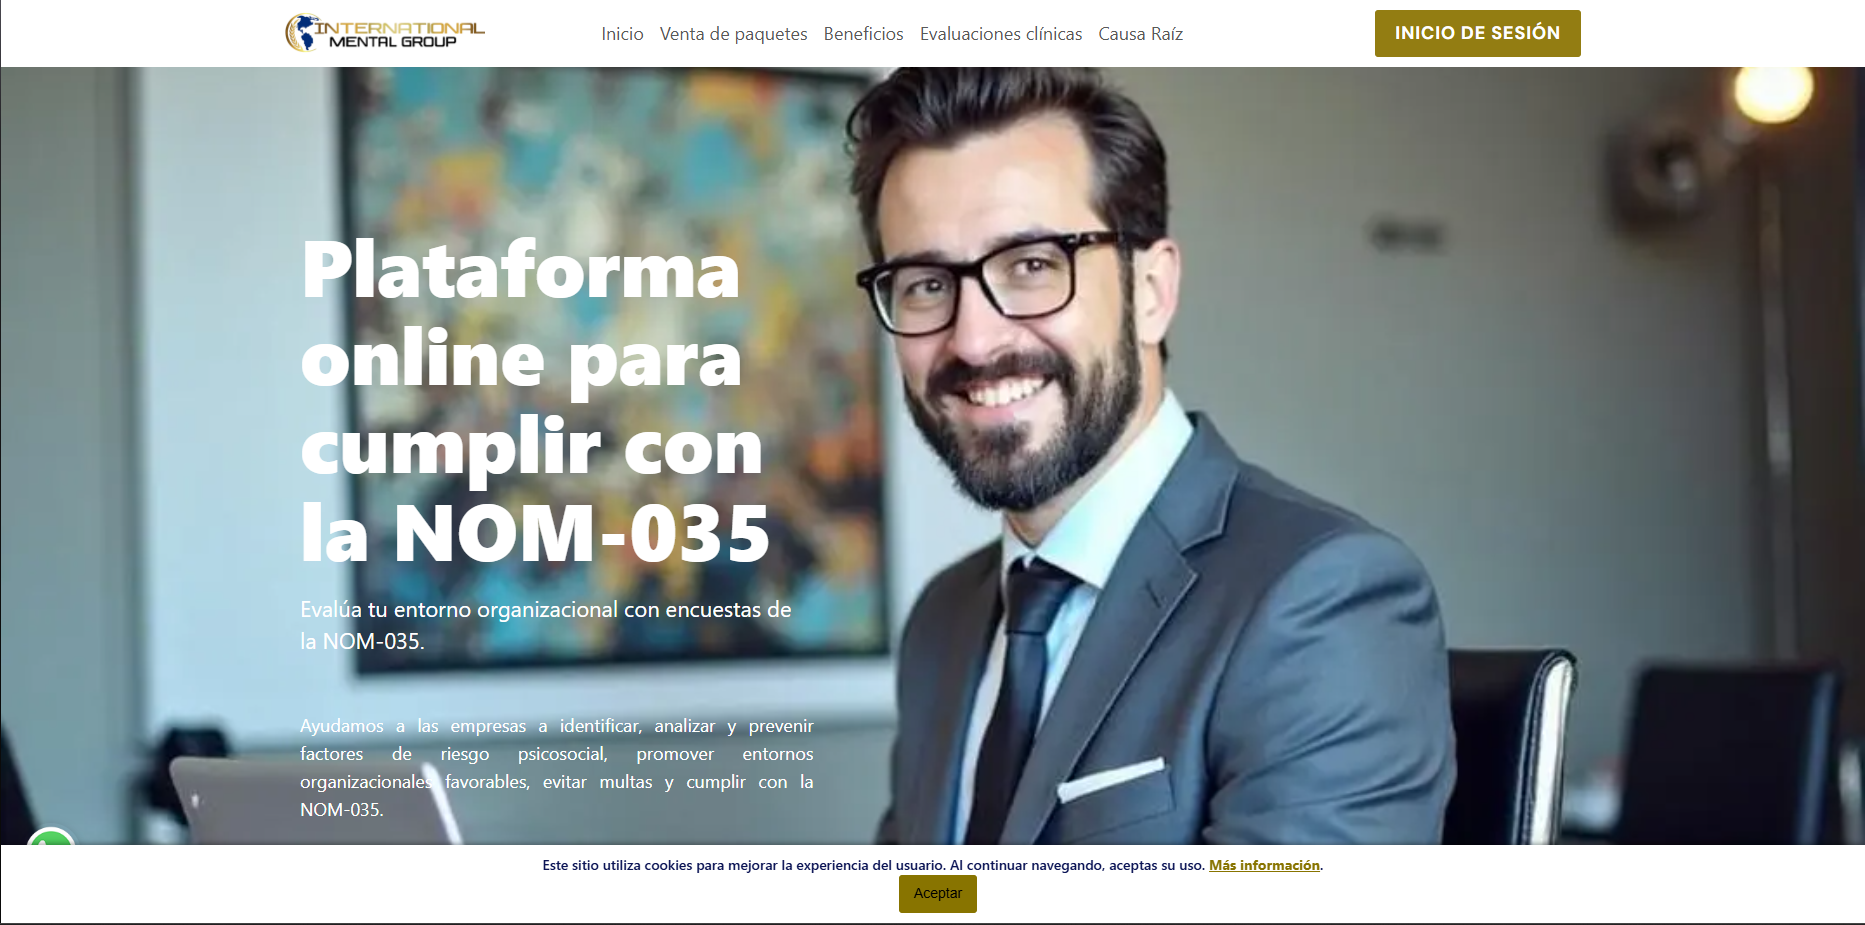 INTERNATIONAL
MENTAL GROUP
Inicio Venta de paquetes Beneficios Evaluaciones clínicas Causa Raíz
INICIO DE SESIÓN
Plataforma
online para
cumplir con
la NOM-035
Evalúa tu entorno organizacional con encuestas de
la NOM-035.
Ayudamos a las empresas a identificar, analizar y prevenir
factores de riesgo psicosocial, promover entornos
organizacionales favorables, evitar multas y cumplir con la
NOM-035.
Este sitio utiliza cookies para mejorar la experiencia del usuario. Al continuar navegando, aceptas su uso. Más información.
Aceptar